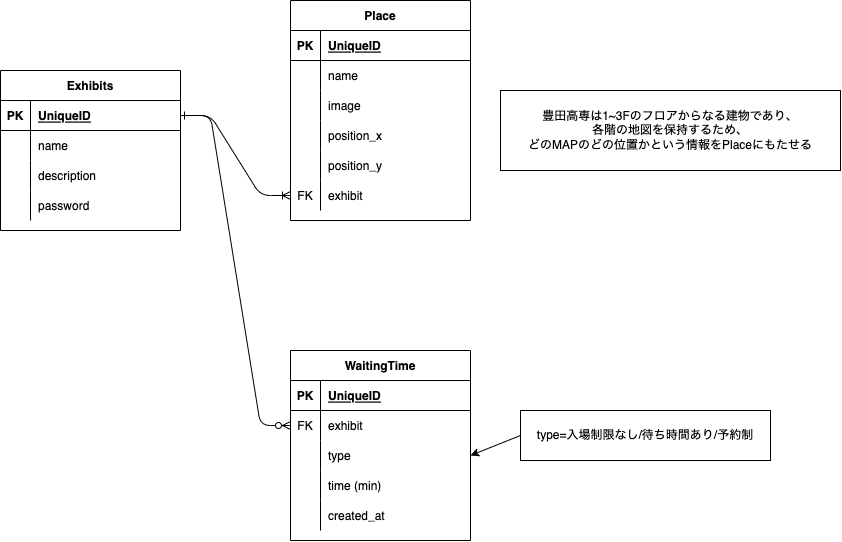 Place
PK UniqueID
name
image
position_x
position_y
FK exhibit
Exhibits
PK UniqueID
name
description
password
豊田高専は1~3Fのフロアからなる建物であり、
各階の地図を保持するため、
どのMAPのどの位置かという情報をPlaceにもたせる
WaitingTime
PK UniqueID
FK exhibit
type
time (min)
created_at
type=入場制限なし/待ち時間あり/予約制